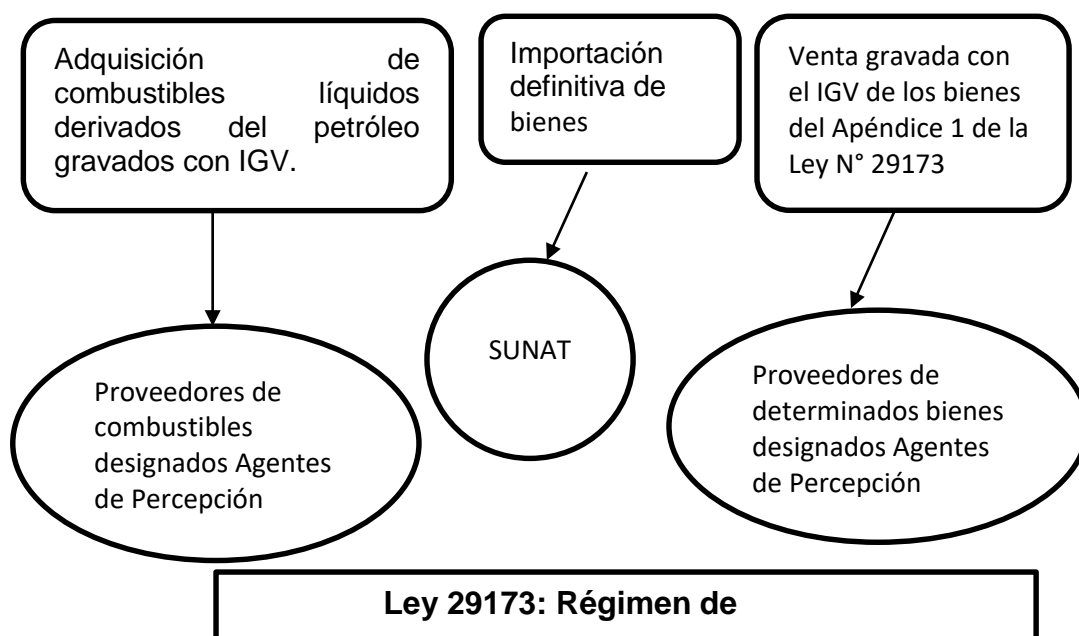 Adquisición de
combustibles líquidos
derivados del petróleo
gravados con IGV.
Importación
definitiva de
bienes
Venta gravada con
el IGV de los bienes
del Apéndice 1 de la
Ley N° 29173
SUNAT
Proveedores de
combustibles
designados Agentes
de Percepción
Proveedores de
determinados bienes
designados Agentes
de Percepción
Ley 29173: Régimen de